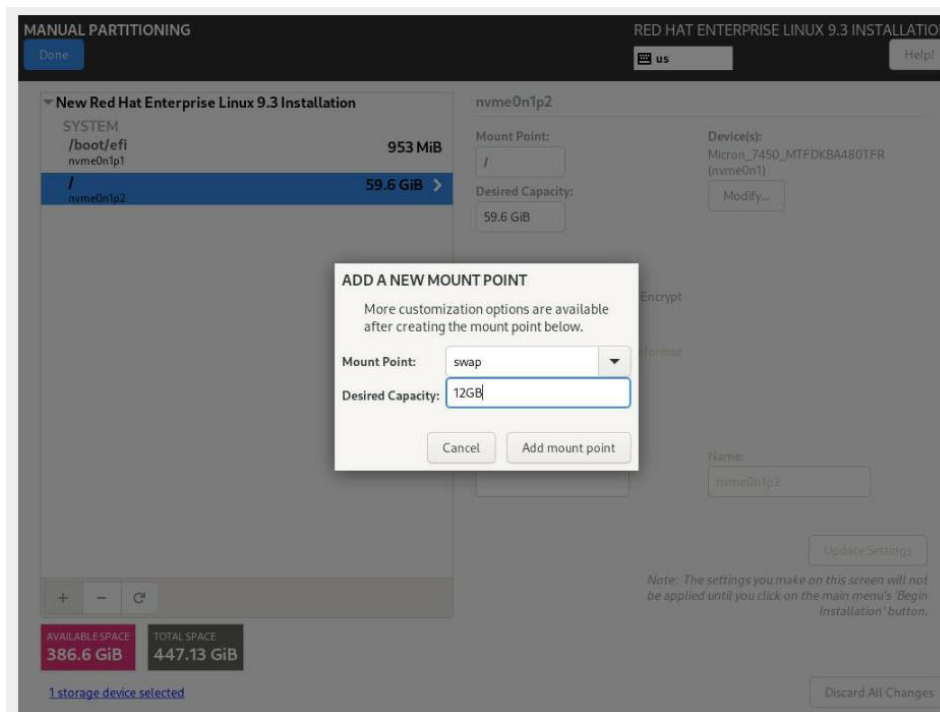 MANUAL PARTITIONING
RED HAT ENTERPRISE LINUX 9.3 INSTALLATIO
Done
us
Help!
New Red Hat Enterprise Linux 9.3 Installation
SYSTEM
/boot/efi
953 MiB
nvme0n1p1
/
59.6 GiB
nvme0n1p2
nvme0n1p2
Mount Point:
/
Desired Capacity:
59.6 GiB
Device(s):
Micron_7450_MTFDKBA480TFR
(nvme0n1)
Modify...
Encrypt
ADD A NEW MOUNT POINT
More customization options are available
after creating the mount point below.
Mount Point:
swap
Desired Capacity:
12GB
Cancel
Add mount point
Name:
nvme0n1p2
Update Settings
Note: The settings you make on this screen will not
be applied until you click on the main menu's 'Begin
Installation' button.
+ −
AVAILABLE SPACE
386.6 GiB
TOTAL SPACE
447.13 GiB
1 storage device selected
Discard All Changes